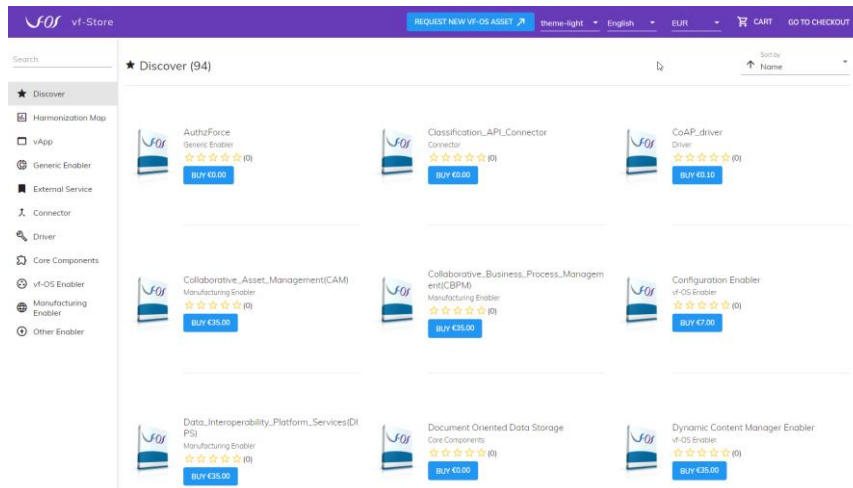 vf-OS vf-Store
REQUEST NEW VF-OS ASSET
theme-light
English
EUR
CART
GO TO CHECKOUT
Search
Discover
Harmonization Map
vApp
Generic Enabler
External Service
Connector
Driver
Core Components
vf-OS Enabler
Manufacturing
Enabler
Other Enabler
Discover (94)
Sort by
Name
AuthzForce
Generic Enabler
(0)
BUY €0.00
Classification_API_Connector
Connector
(0)
BUY €0.00
CoAP_driver
Driver
(0)
BUY €0.10
Collaborative_Asset_Management(CAM)
Manufacturing Enabler
(0)
BUY €35.00
Collaborative_Business_Process_Managem
ent(CBPM)
Manufacturing Enabler
(0)
BUY €35.00
Configuration Enabler
vf-OS Enabler
(0)
BUY €7.00
Data_Interoperability_Platform_Services(DI
PS)
Manufacturing Enabler
(0)
BUY €35.00
Document Oriented Data Storage
Core Components
(0)
BUY €0.00
Dynamic Content Manager Enabler
vf-OS Enabler
(0)
BUY €35.00